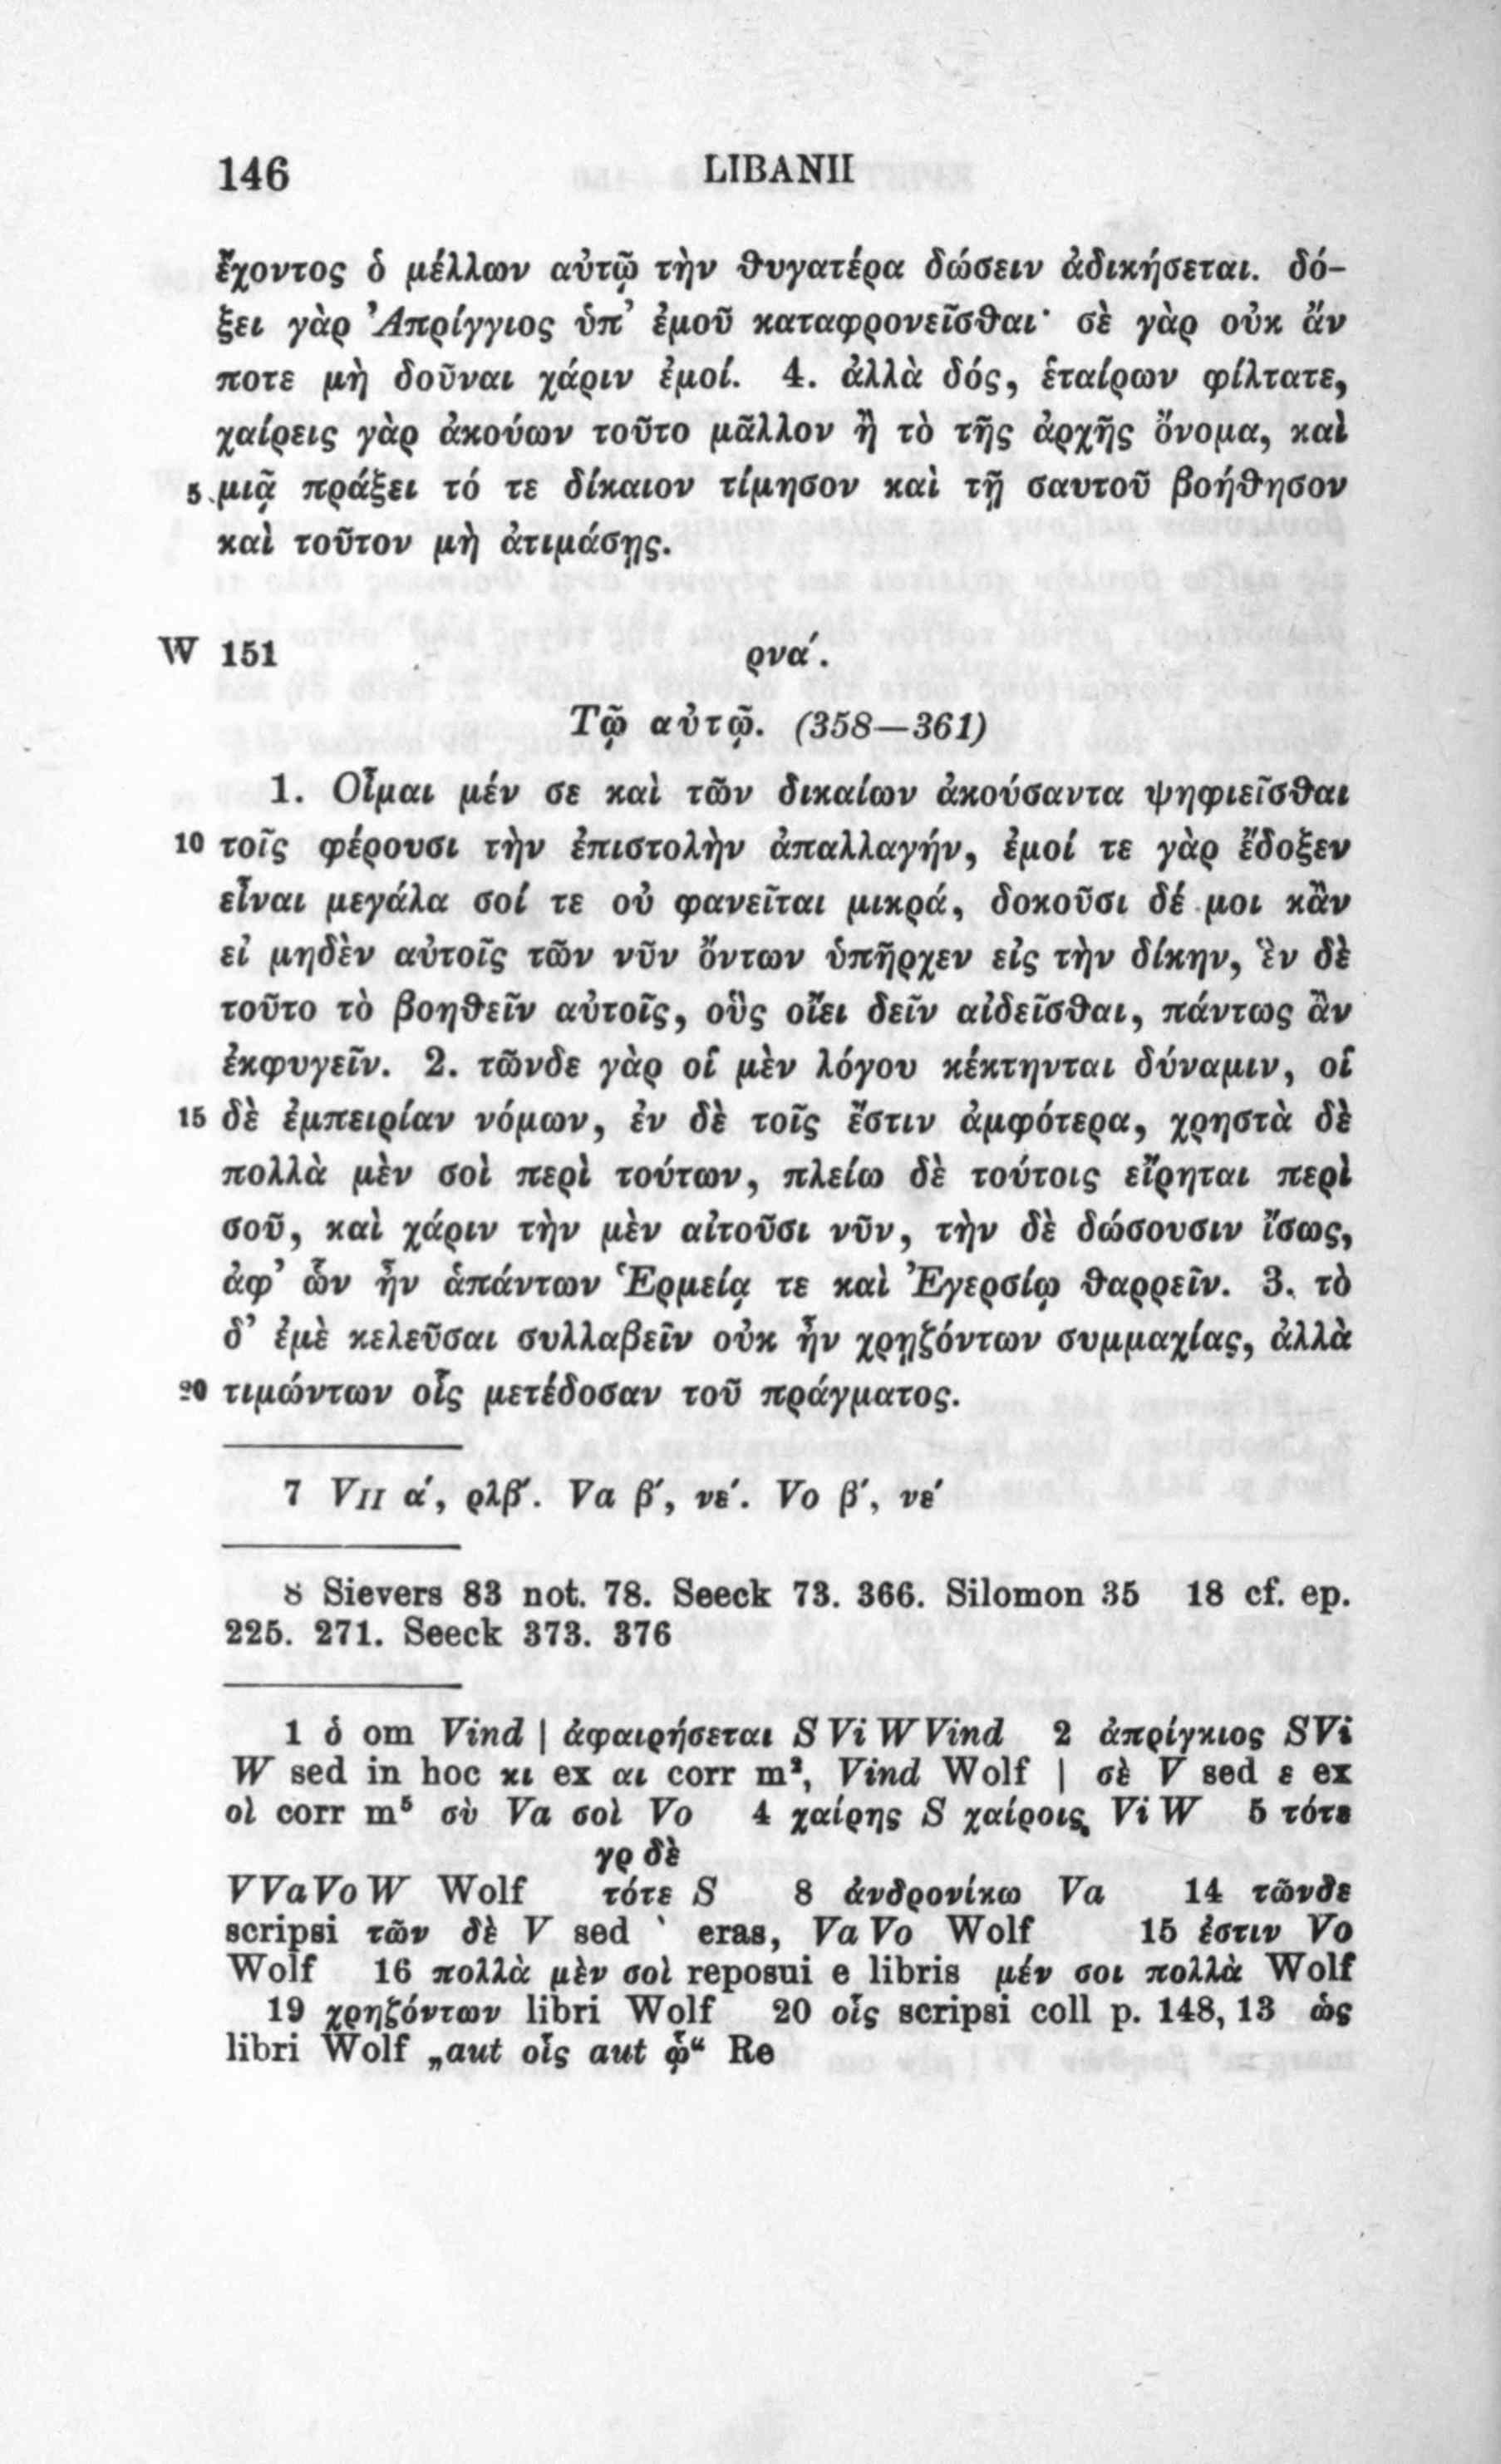 146 LIBANII
ἔχοντος ὁ μέλλων αὐτῷ τὴν θυγατέρα δώσειν ἀδικήσεται. δό-
ξει γὰρ Ἀπρίγγιος ὑπ᾽ ἐμοῦ καταφρονεῖσθαι· σὲ γὰρ οὐκ ἄν
ποτε μὴ δοῦναι χάριν ἐμοί. 4. ἀλλὰ δός, ἑταίρων φίλτατε,
χαίρεις γὰρ ἀκούων τοῦτο μᾶλλον ἢ τὸ τῆς ἀρχῆς ὄνομα, καὶ
5 μιᾷ πράξει τό τε δίκαιον τίμησον καὶ τῇ σαυτοῦ βοήθησον
καὶ τοῦτον μὴ ἀτιμάσῃς.
W 151 ρνα΄.
Τῷ αὐτῷ. (358—361)
1. Οἶμαι μέν σε καὶ τῶν δικαίων ἀκούσαντα ψηφιεῖσθαι
10 τοῖς φέρουσι τὴν ἐπιστολὴν ἀπαλλαγήν, ἐμοί τε γὰρ ἔδοξεν
εἶναι μεγάλα σοί τε οὐ φανεῖται μικρά, δοκοῦσι δέ μοι κἂν
εἰ μηδὲν αὐτοῖς τῶν νῦν ὄντων ὑπῆρχεν εἰς τὴν δίκην, ἓν δὲ
τοῦτο τὸ βοηθεῖν αὐτοῖς, οὓς οἴει δεῖν αἰδεῖσθαι, πάντως ἂν
ἐκφυγεῖν. 2. τῶνδε γὰρ οἱ μὲν λόγου κέκτηνται δύναμιν, οἱ
15 δὲ ἐμπειρίαν νόμων, ἐν δὲ τοῖς ἔστιν ἀμφότερα, χρηστὰ δὲ
πολλὰ μὲν σοὶ περὶ τούτων, πλείω δὲ τούτοις εἴρηται περὶ
σοῦ, καὶ χάριν τὴν μὲν αἰτοῦσι νῦν, τὴν δὲ δώσουσιν ἴσως,
ἀφ᾽ ὧν ἦν ἁπάντων Ἑρμείᾳ τε καὶ Ἐγερσίῳ θαρρεῖν. 3. τὸ
δ᾽ ἐμὲ κελεῦσαι συλλαβεῖν οὐκ ἦν χρῃζόντων συμμαχίας, ἀλλὰ
20 τιμώντων οἷς μετέδοσαν τοῦ πράγματος.
7 VII α΄, ρλβ΄. Va β΄, νε΄. Vo β΄, νε΄
8 Sievers 83 not. 78. Seeck 73. 366. Silomon 35 18 cf. ep.
225. 271. Seeck 373. 376
1 ὁ om Vind | ἀφαιρήσεται S Vi W Vind 2 ἀπρίγκιος S Vi
W sed in hoc κι ex αι corr m², Vind Wolf | σὲ V sed ε ex
οὶ corr m⁵ σὺ Va σοὶ Vo 4 χαίρῃς S χαίροις Vi W 5 τότε
γρ δὲ
V Va Vo W Wolf τότε S 8 ἀνδρονίκω Va 14 τῶνδε
scripsi τῶν δὲ V sed ` eras, Va Vo Wolf 15 ἐστιν Vo
Wolf 16 πολλὰ μὲν σοὶ reposui e libris μέν σοι πολλὰ Wolf
19 χρηζόντων libri Wolf 20 οἷς scripsi coll p. 148, 13 ὡς
libri Wolf „aut οἷς aut ᾧ“ Re